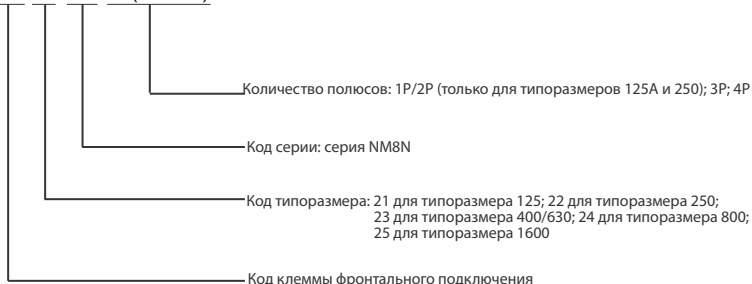 Количество полюсов: 1P/2P (только для типоразмеров 125A и 250); 3P; 4P
Код серии: серия NM8N
Код типоразмера: 21 для типоразмера 125; 22 для типоразмера 250;
23 для типоразмера 400/630; 24 для типоразмера 800;
25 для типоразмера 1600
Код клеммы фронтального подключения